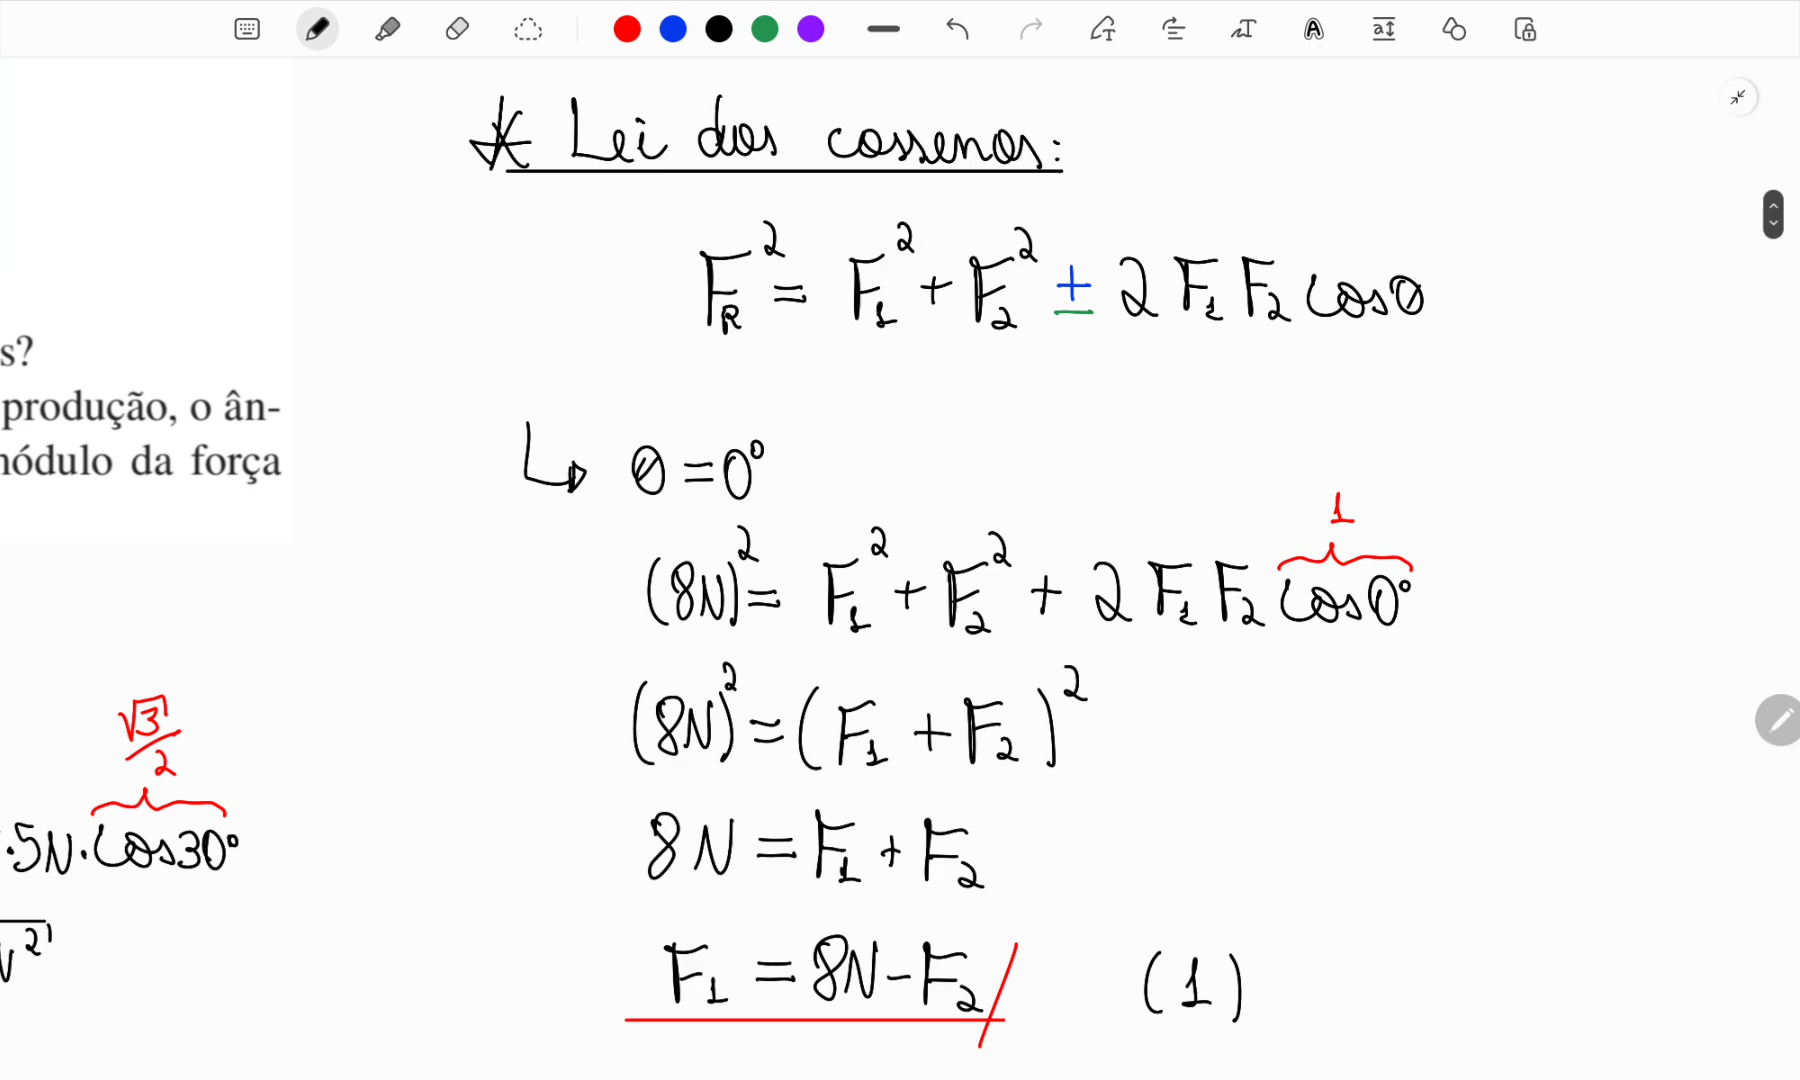 * Lei dos cossenos:
F_R² = F₁² + F₂² ± 2 F₁ F₂ cosθ
s?
produção, o ân-
módulo da força
↳ θ = 0°
1
(8N)² = F₁² + F₂² + 2 F₁ F₂ cos0°
(8N)² = (F₁ + F₂)²
√3/2
.5N.cos30°
8N = F₁ + F₂
F₁ = 8N - F₂ (1)